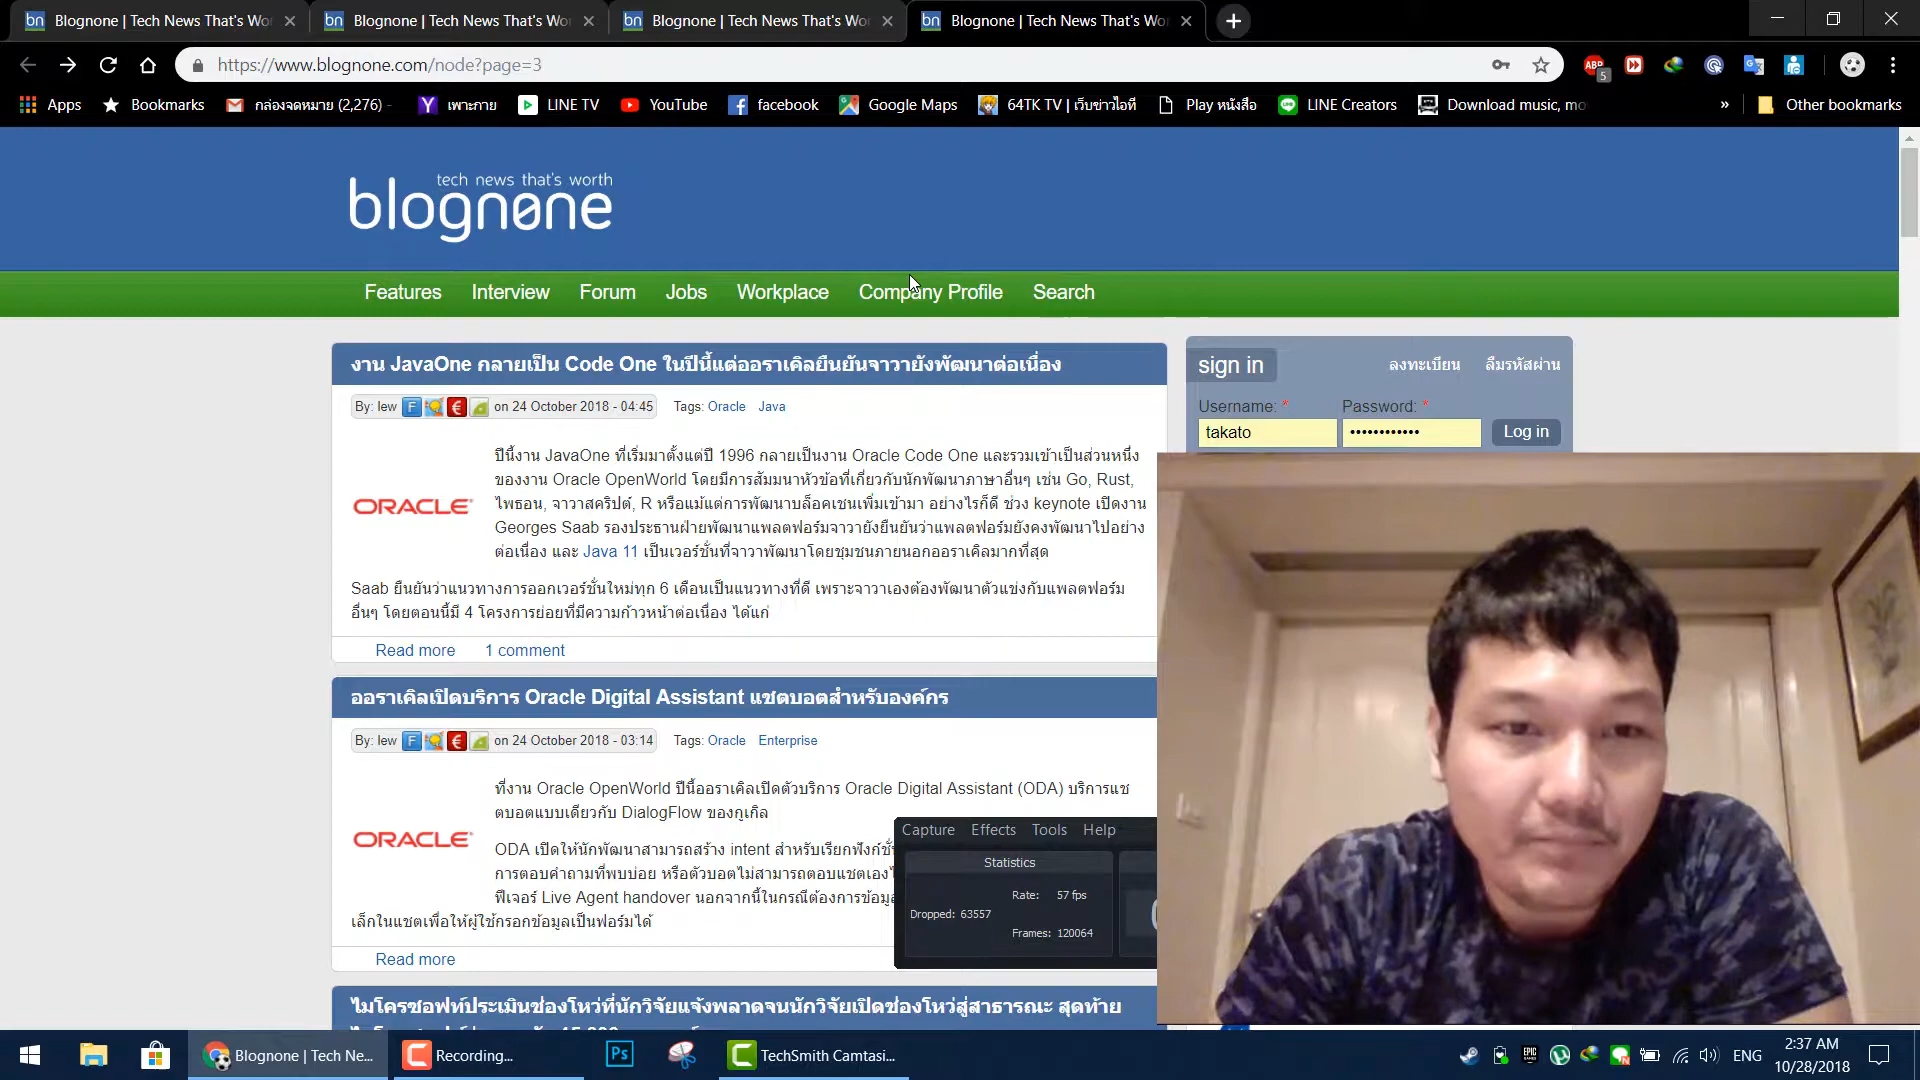 Blognone | Tech News That's Wo
Blognone | Tech News That's Wo
Blognone | Tech News That's Wo
Blognone | Tech News That's Wo
https://www.blognone.com/node?page=3
ABP
5
Apps
Bookmarks
กล่องจดหมาย (2,276) -
เพาะกาย
LINE TV
YouTube
facebook
Google Maps
64TK TV | เว็บข่าวไอที
Play หนังสือ
LINE Creators
Download music, mo
»
Other bookmarks
tech news that's worth
blognone
Features
Interview
Forum
Jobs
Workplace
Company Profile
Search
งาน JavaOne กลายเป็น Code One ในปีนี้แต่ออราเคิลยืนยันจาวายังพัฒนาต่อเนื่อง
By: lew on 24 October 2018 - 04:45 Tags: Oracle Java
ORACLE
ปีนี้งาน JavaOne ที่เริ่มมาตั้งแต่ปี 1996 กลายเป็นงาน Oracle Code One และรวมเข้าเป็นส่วนหนึ่ง
ของงาน Oracle OpenWorld โดยมีการสัมมนาหัวข้อที่เกี่ยวกับนักพัฒนาภาษาอื่นๆ เช่น Go, Rust,
ไพธอน, จาวาสคริปต์, R หรือแม้แต่การพัฒนาบล็อคเชนเพิ่มเข้ามา อย่างไรก็ดี ช่วง keynote เปิดงาน
Georges Saab รองประธานฝ่ายพัฒนาแพลตฟอร์มจาวายังยืนยันว่าแพลตฟอร์มยังคงพัฒนาไปอย่าง
ต่อเนื่อง และ Java 11 เป็นเวอร์ชั่นที่จาวาพัฒนาโดยชุมชนภายนอกออราเคิลมากที่สุด
Saab ยืนยันว่าแนวทางการออกเวอร์ชั่นใหม่ทุก 6 เดือนเป็นแนวทางที่ดี เพราะจาวาเองต้องพัฒนาตัวแข่งกับแพลตฟอร์ม
อื่นๆ โดยตอนนี้มี 4 โครงการย่อยที่มีความก้าวหน้าต่อเนื่อง ได้แก่
Read more
1 comment
sign in
ลงทะเบียน
ลืมรหัสผ่าน
Username: *
Password: *
takato
••••••••••••
Log in
ออราเคิลเปิดบริการ Oracle Digital Assistant แชตบอตสำหรับองค์กร
By: lew on 24 October 2018 - 03:14 Tags: Oracle Enterprise
ORACLE
ที่งาน Oracle OpenWorld ปีนี้ออราเคิลเปิดตัวบริการ Oracle Digital Assistant (ODA) บริการแช
ตบอตแบบเดียวกับ DialogFlow ของกูเกิล
ODA เปิดให้นักพัฒนาสามารถสร้าง intent สำหรับเรียกฟังก์ชั่
การตอบคำถามที่พบบ่อย หรือตัวบอตไม่สามารถตอบแชตเองไ
ฟีเจอร์ Live Agent handover นอกจากนี้ในกรณีต้องการข้อมูล
เล็กในแชตเพื่อให้ผู้ใช้กรอกข้อมูลเป็นฟอร์มได้
Read more
Capture
Effects
Tools
Help
Statistics
Rate: 57 fps
Dropped: 63557
Frames: 120064
ไมโครซอฟท์ประเมินช่องโหว่ที่นักวิจัยแจ้งพลาดจนนักวิจัยเปิดช่องโหว่สู่สาธารณะ สุดท้าย
Blognone | Tech Ne...
Recording...
Ps
TechSmith Camtasi...
EPIC
ENG
2:37 AM
10/28/2018